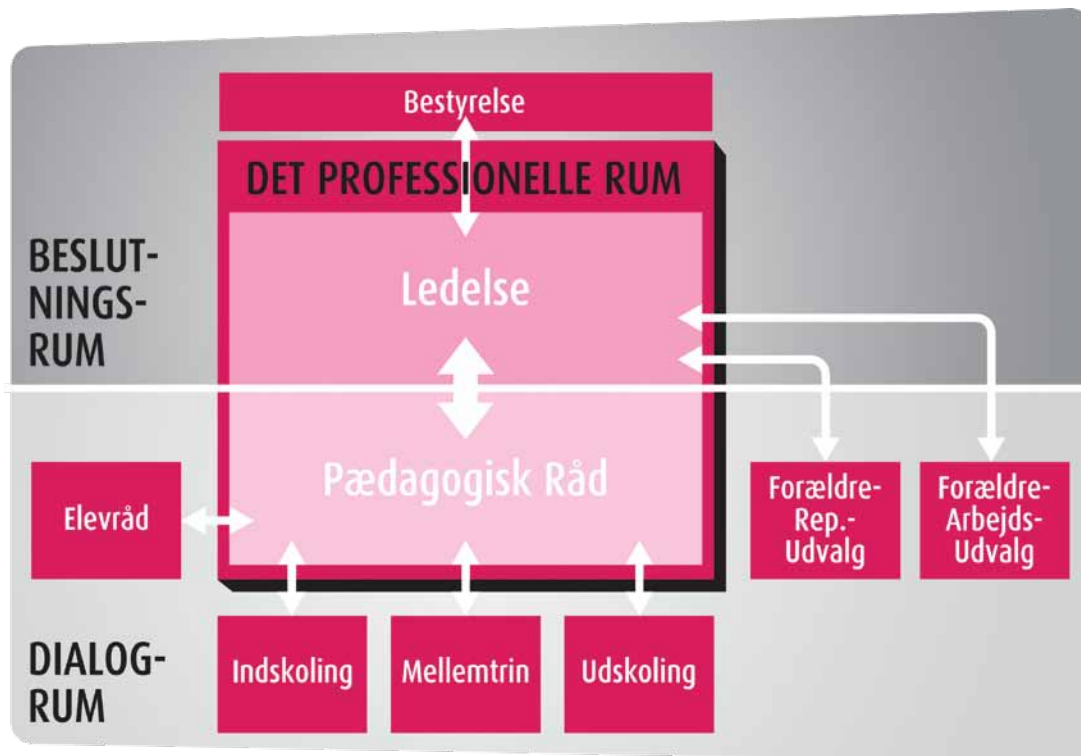 Bestyrelse
DET PROFESSIONELLE RUM
BESLUT-
NINGS-
RUM
Ledelse
Pædagogisk Råd
Elevråd
Forældre-
Rep.-
Udvalg
Forældre-
Arbejds-
Udvalg
DIALOG-
RUM
Indskoling
Mellemtrin
Udskoling